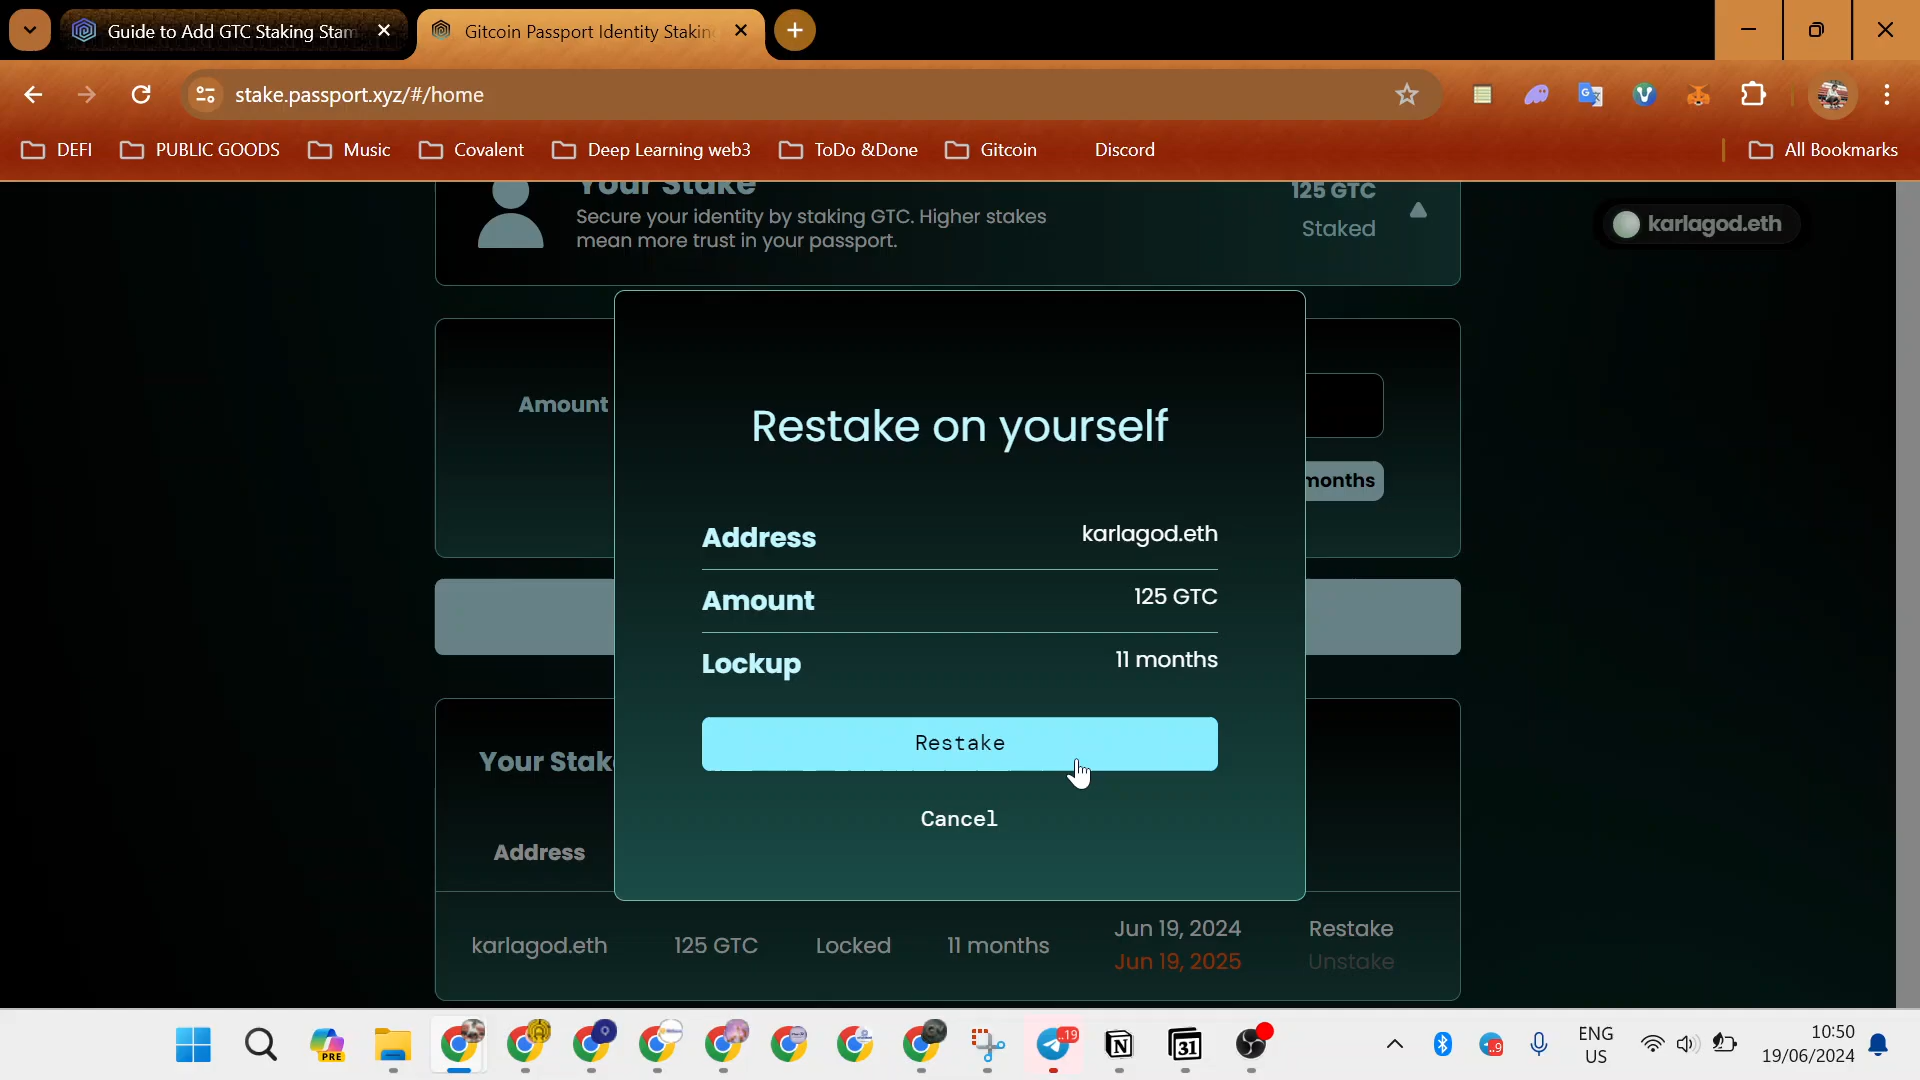 Guide to Add GTC Staking Stam
Gitcoin Passport Identity Staking
stake.passport.xyz/#/home
DEFI
PUBLIC GOODS
Music
Covalent
Deep Learning web3
ToDo &Done
Gitcoin
Discord
All Bookmarks
Your Stake
125 GTC
Secure your identity by staking GTC. Higher stakes
mean more trust in your passport.
Staked
karlagod.eth
Amount
months
Restake on yourself
Address
karlagod.eth
Amount
125 GTC
Lockup
11 months
Restake
Cancel
Your Stak
Address
karlagod.eth
125 GTC
Locked
11 months
Jun 19, 2024
Jun 19, 2025
Restake
Unstake
PRE
19
31
9
ENG
US
10:50
19/06/2024